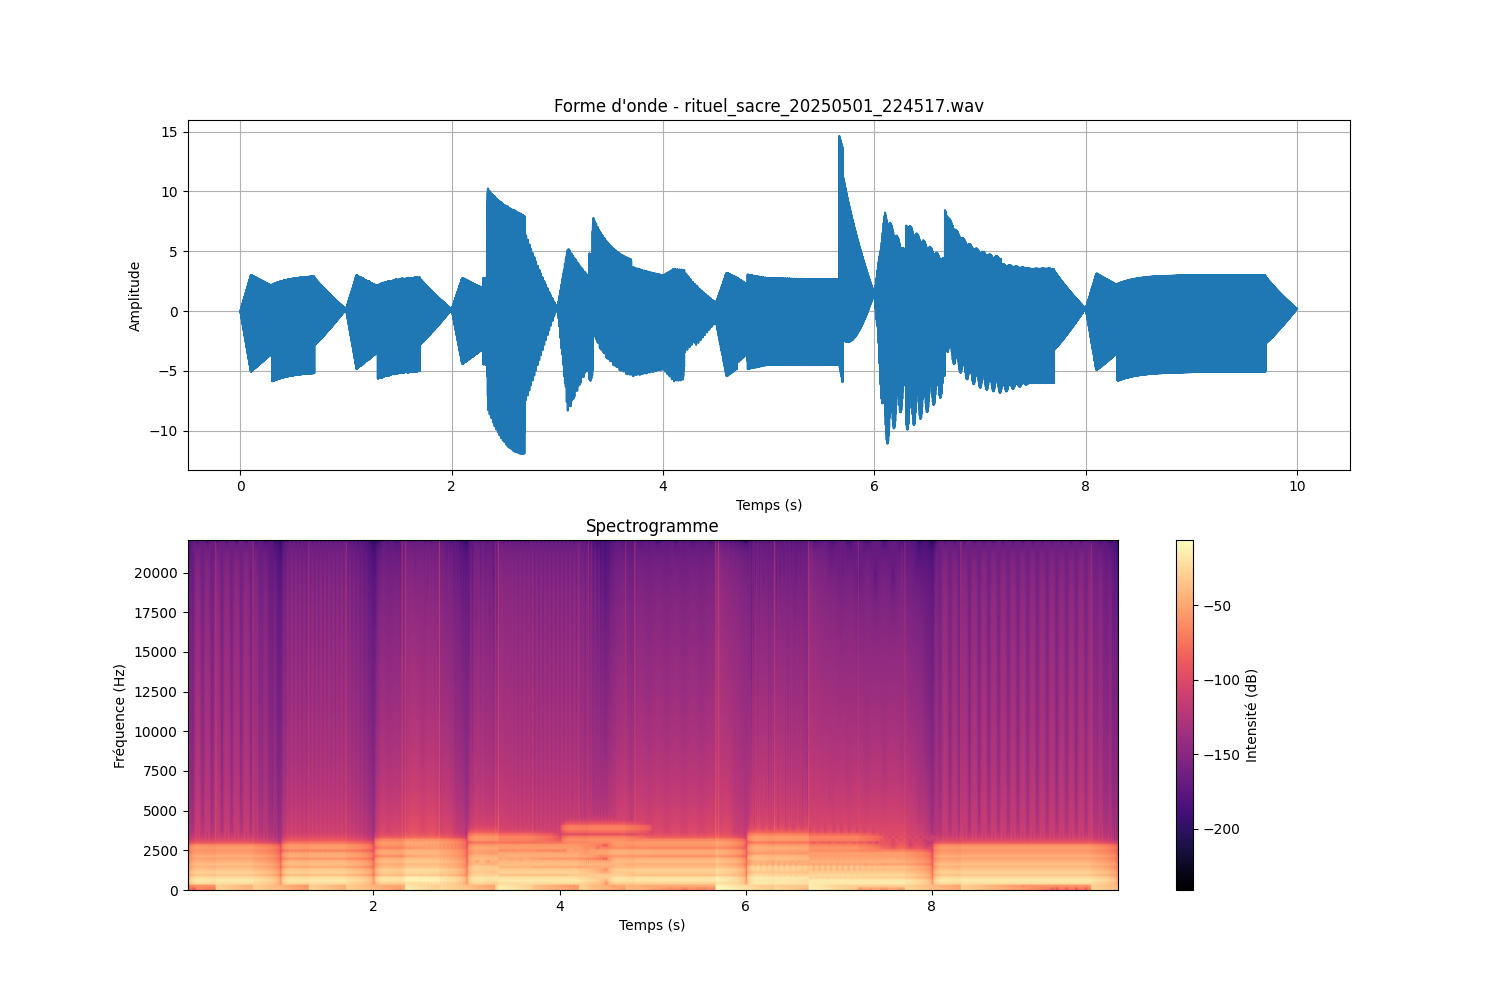 Forme d'onde - rituel_sacre_20250501_224517.wav
Amplitude
15
10
5
0
−5
−10
0 2 4 6 8 10
Temps (s)
Spectrogramme
Fréquence (Hz)
20000
17500
15000
12500
10000
7500
5000
2500
0
2 4 6 8
Temps (s)
−50
−100
−150
−200
Intensité (dB)